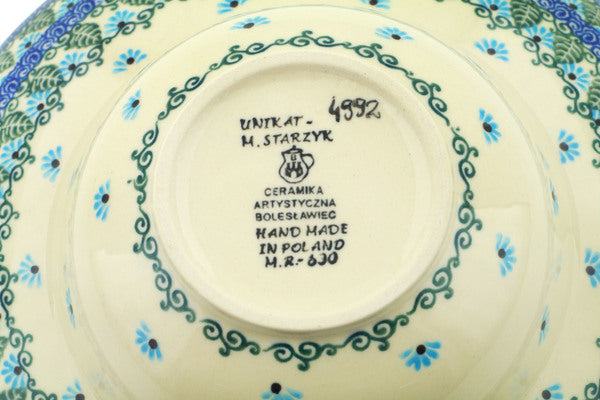 UNIKAT - 4992
M. STARZYK
CERAMIKA
ARTYSTYCZNA
BOLESŁAWIEC
HAND MADE
IN POLAND
M.R.-630